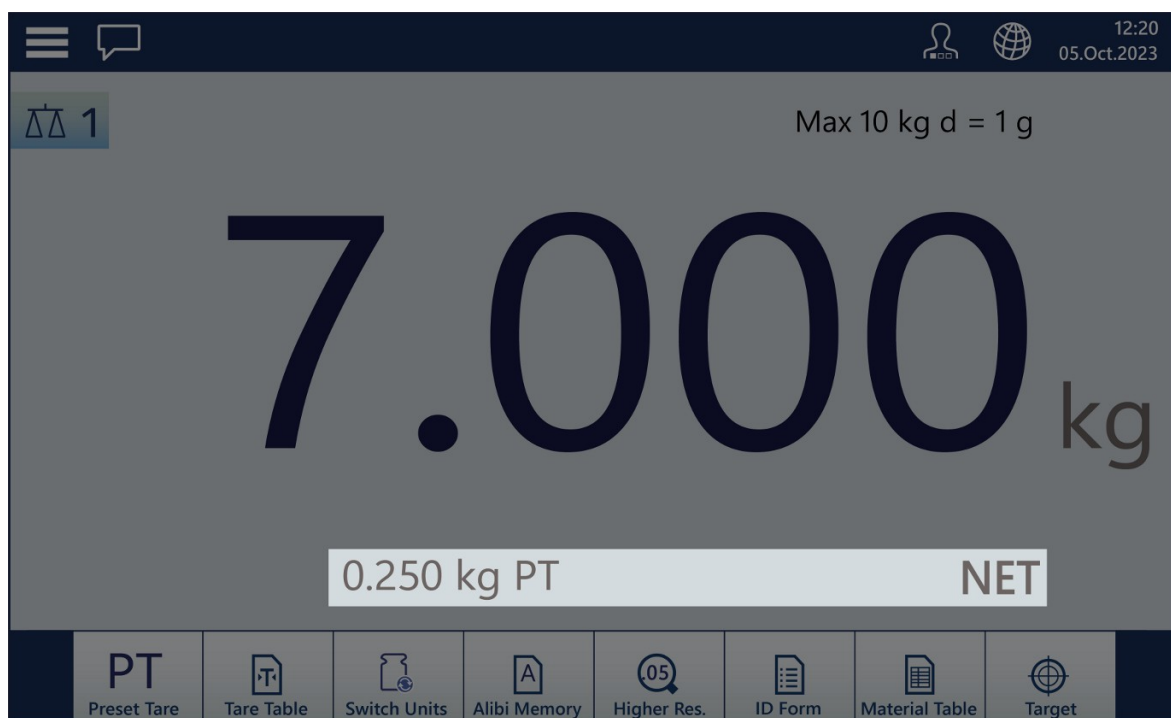 12:20
05.Oct.2023
1
Max 10 kg d = 1 g
7.000 kg
0.250 kg PT NET
PT
Preset Tare
T
Tare Table
Switch Units
A
Alibi Memory
.05
Higher Res.
ID Form
Material Table
Target